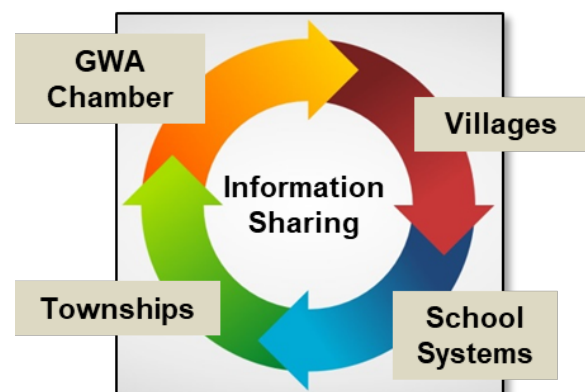 GWA
Chamber
Villages
Information
Sharing
Townships
School
Systems